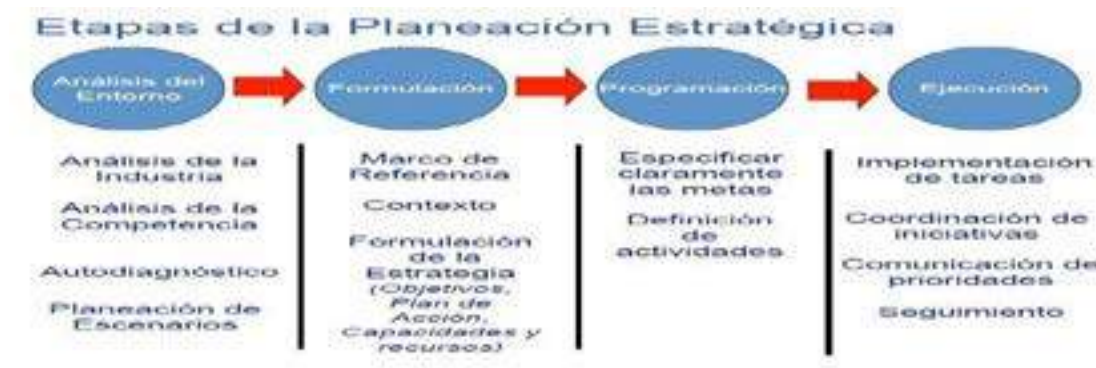 Etapas de la Planeación Estratégica
Análisis del
Entorno
Formulación
Programación
Ejecución
Análisis de la
Industria
Análisis de la
Competencia
Autodiagnóstico
Planeación de
Escenarios
Marco de
Referencia
Contexto
Formulación
de la
Estrategia
(Objetivos,
Plan de
Acción,
Capacidades y
recursos)
Especificar
claramente
las metas
Definición
de
actividades
Implementación
de tareas
Coordinación de
iniciativas
Comunicación de
prioridades
Seguimiento